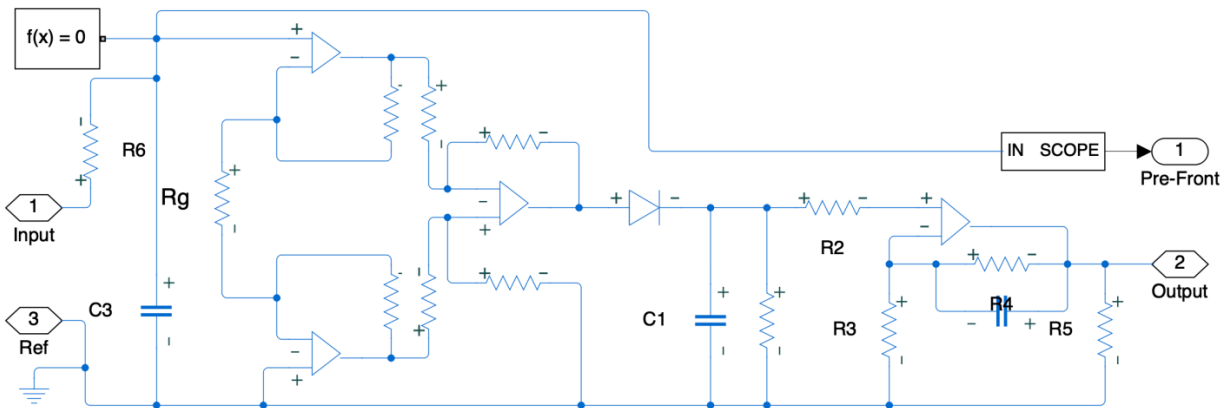 f(x) = 0
R6
Rg
1
Input
3
Ref
C3
C1
R2
R3
R4
R5
IN SCOPE
1
Pre-Front
2
Output